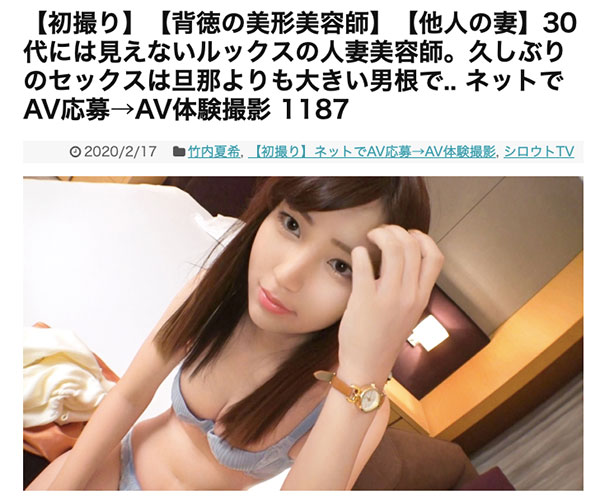 【初撮り】【背徳の美形美容師】【他人の妻】30
代には見えないルックスの人妻美容師。久しぶり
のセックスは旦那よりも大きい男根で.. ネットで
AV応募→AV体験撮影 1187
2020/2/17 竹内夏希, 【初撮り】ネットでAV応募→AV体験撮影, シロウトTV